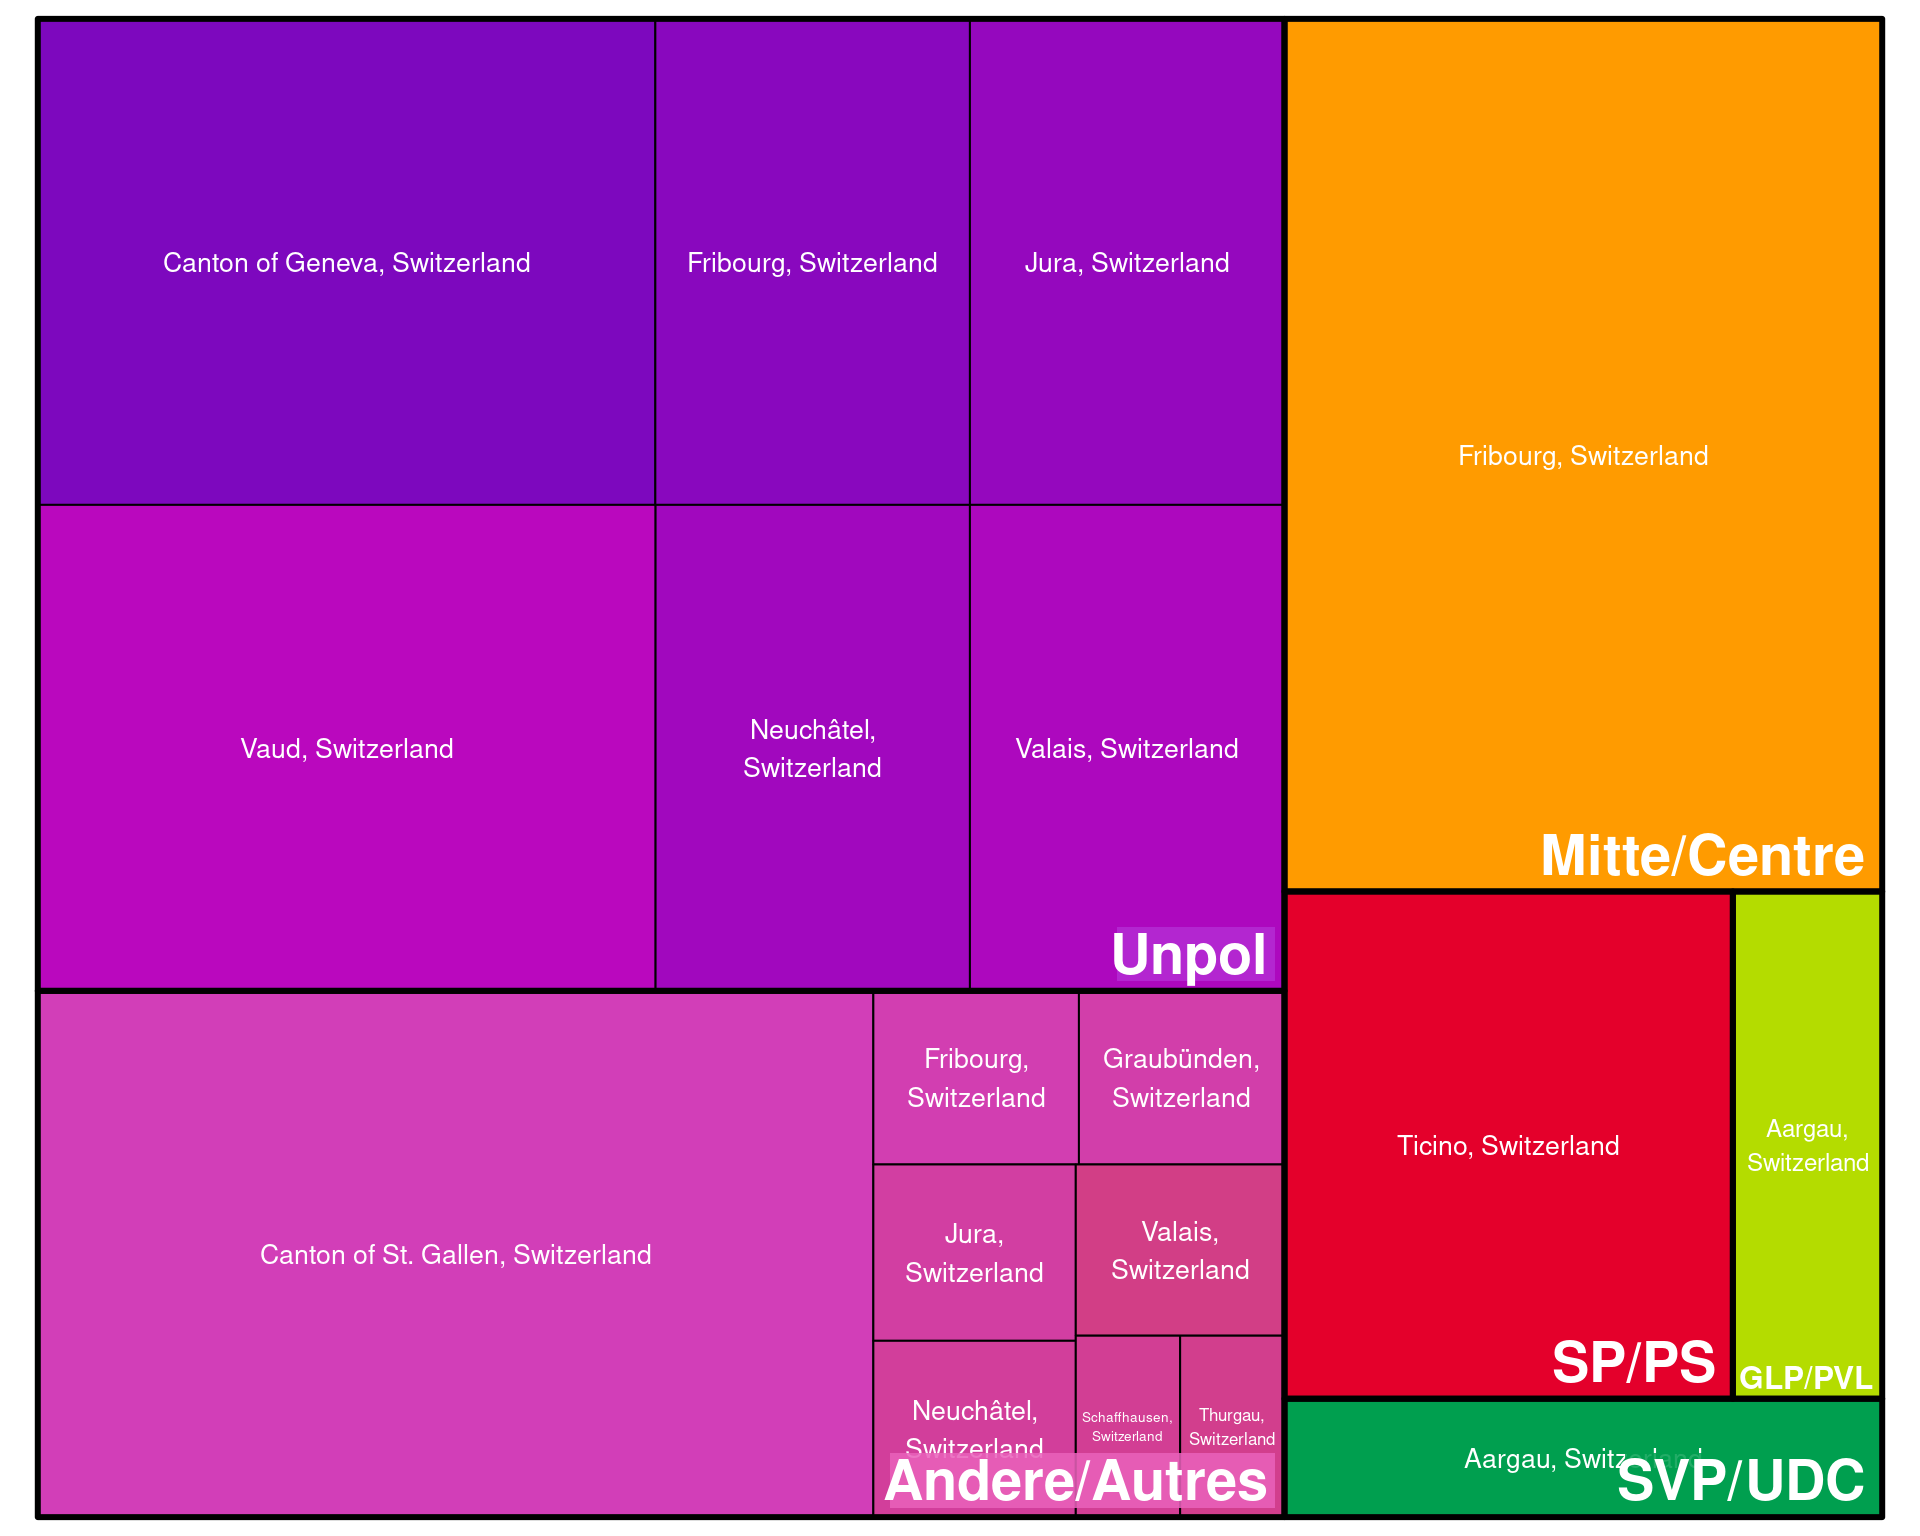 Canton of Geneva, Switzerland
Fribourg, Switzerland
Jura, Switzerland
Vaud, Switzerland
Neuchâtel,
Switzerland
Valais, Switzerland
Unpol
Fribourg, Switzerland
Mitte/Centre
Canton of St. Gallen, Switzerland
Fribourg,
Switzerland
Graubünden,
Switzerland
Jura,
Switzerland
Valais,
Switzerland
Neuchâtel,
Switzerland
Schaffhausen,
Switzerland
Thurgau,
Switzerland
Andere/Autres
Ticino, Switzerland
SP/PS
Aargau,
Switzerland
GLP/PVL
Aargau, Switzerland
SVP/UDC